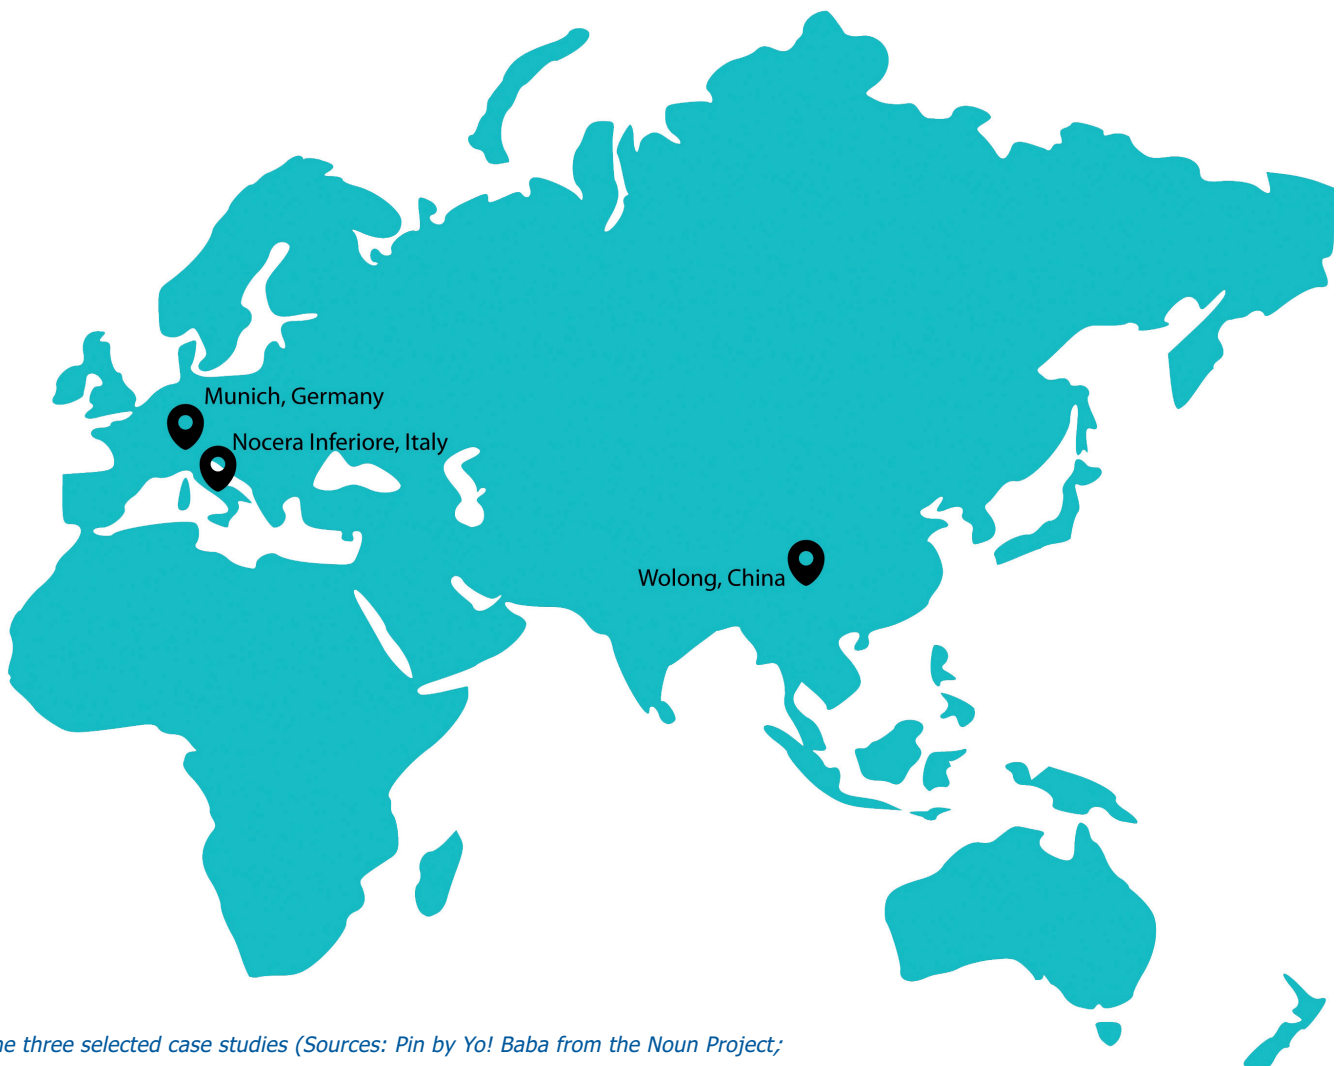 Munich, Germany
Nocera Inferiore, Italy
Wolong, China
three selected case studies (Sources: Pin by Yo! Baba from the Noun Project;